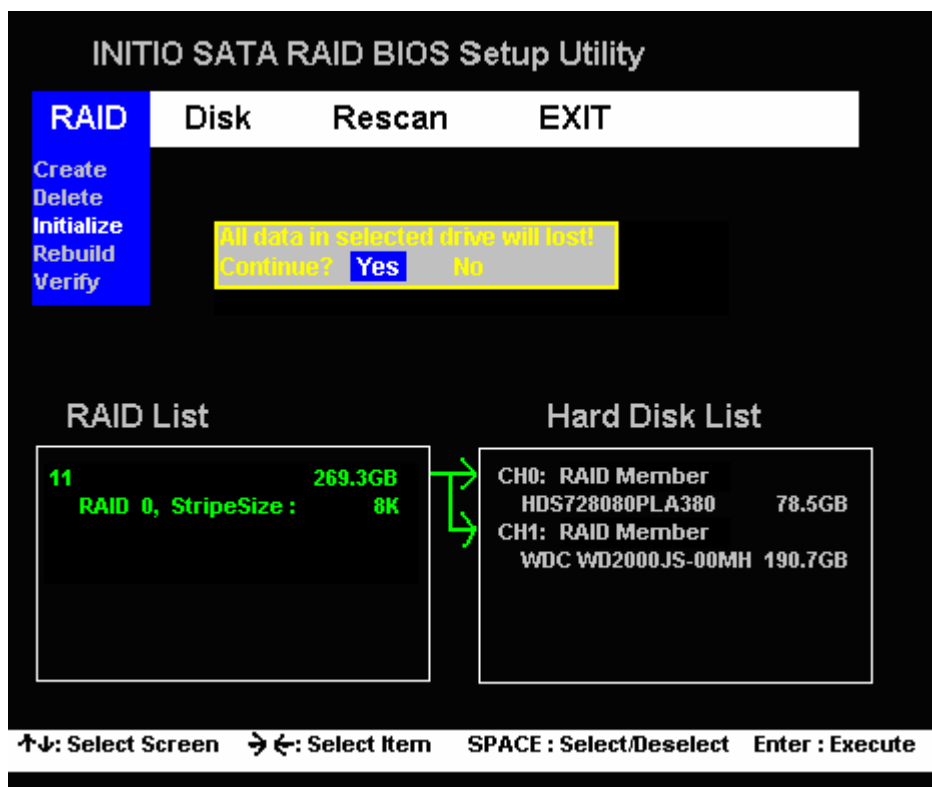 INITIO SATA RAID BIOS Setup Utility
RAID Disk Rescan EXIT
Create
Delete
Initialize
Rebuild
Verify
All data in selected drive will lost!
Continue? Yes No
RAID List
11 269.3GB
RAID 0, StripeSize : 8K
Hard Disk List
CH0: RAID Member
HDS728080PLA380 78.5GB
CH1: RAID Member
WDC WD2000JS-00MH 190.7GB
↑↓: Select Screen →←: Select Item SPACE : Select/Deselect Enter : Execute